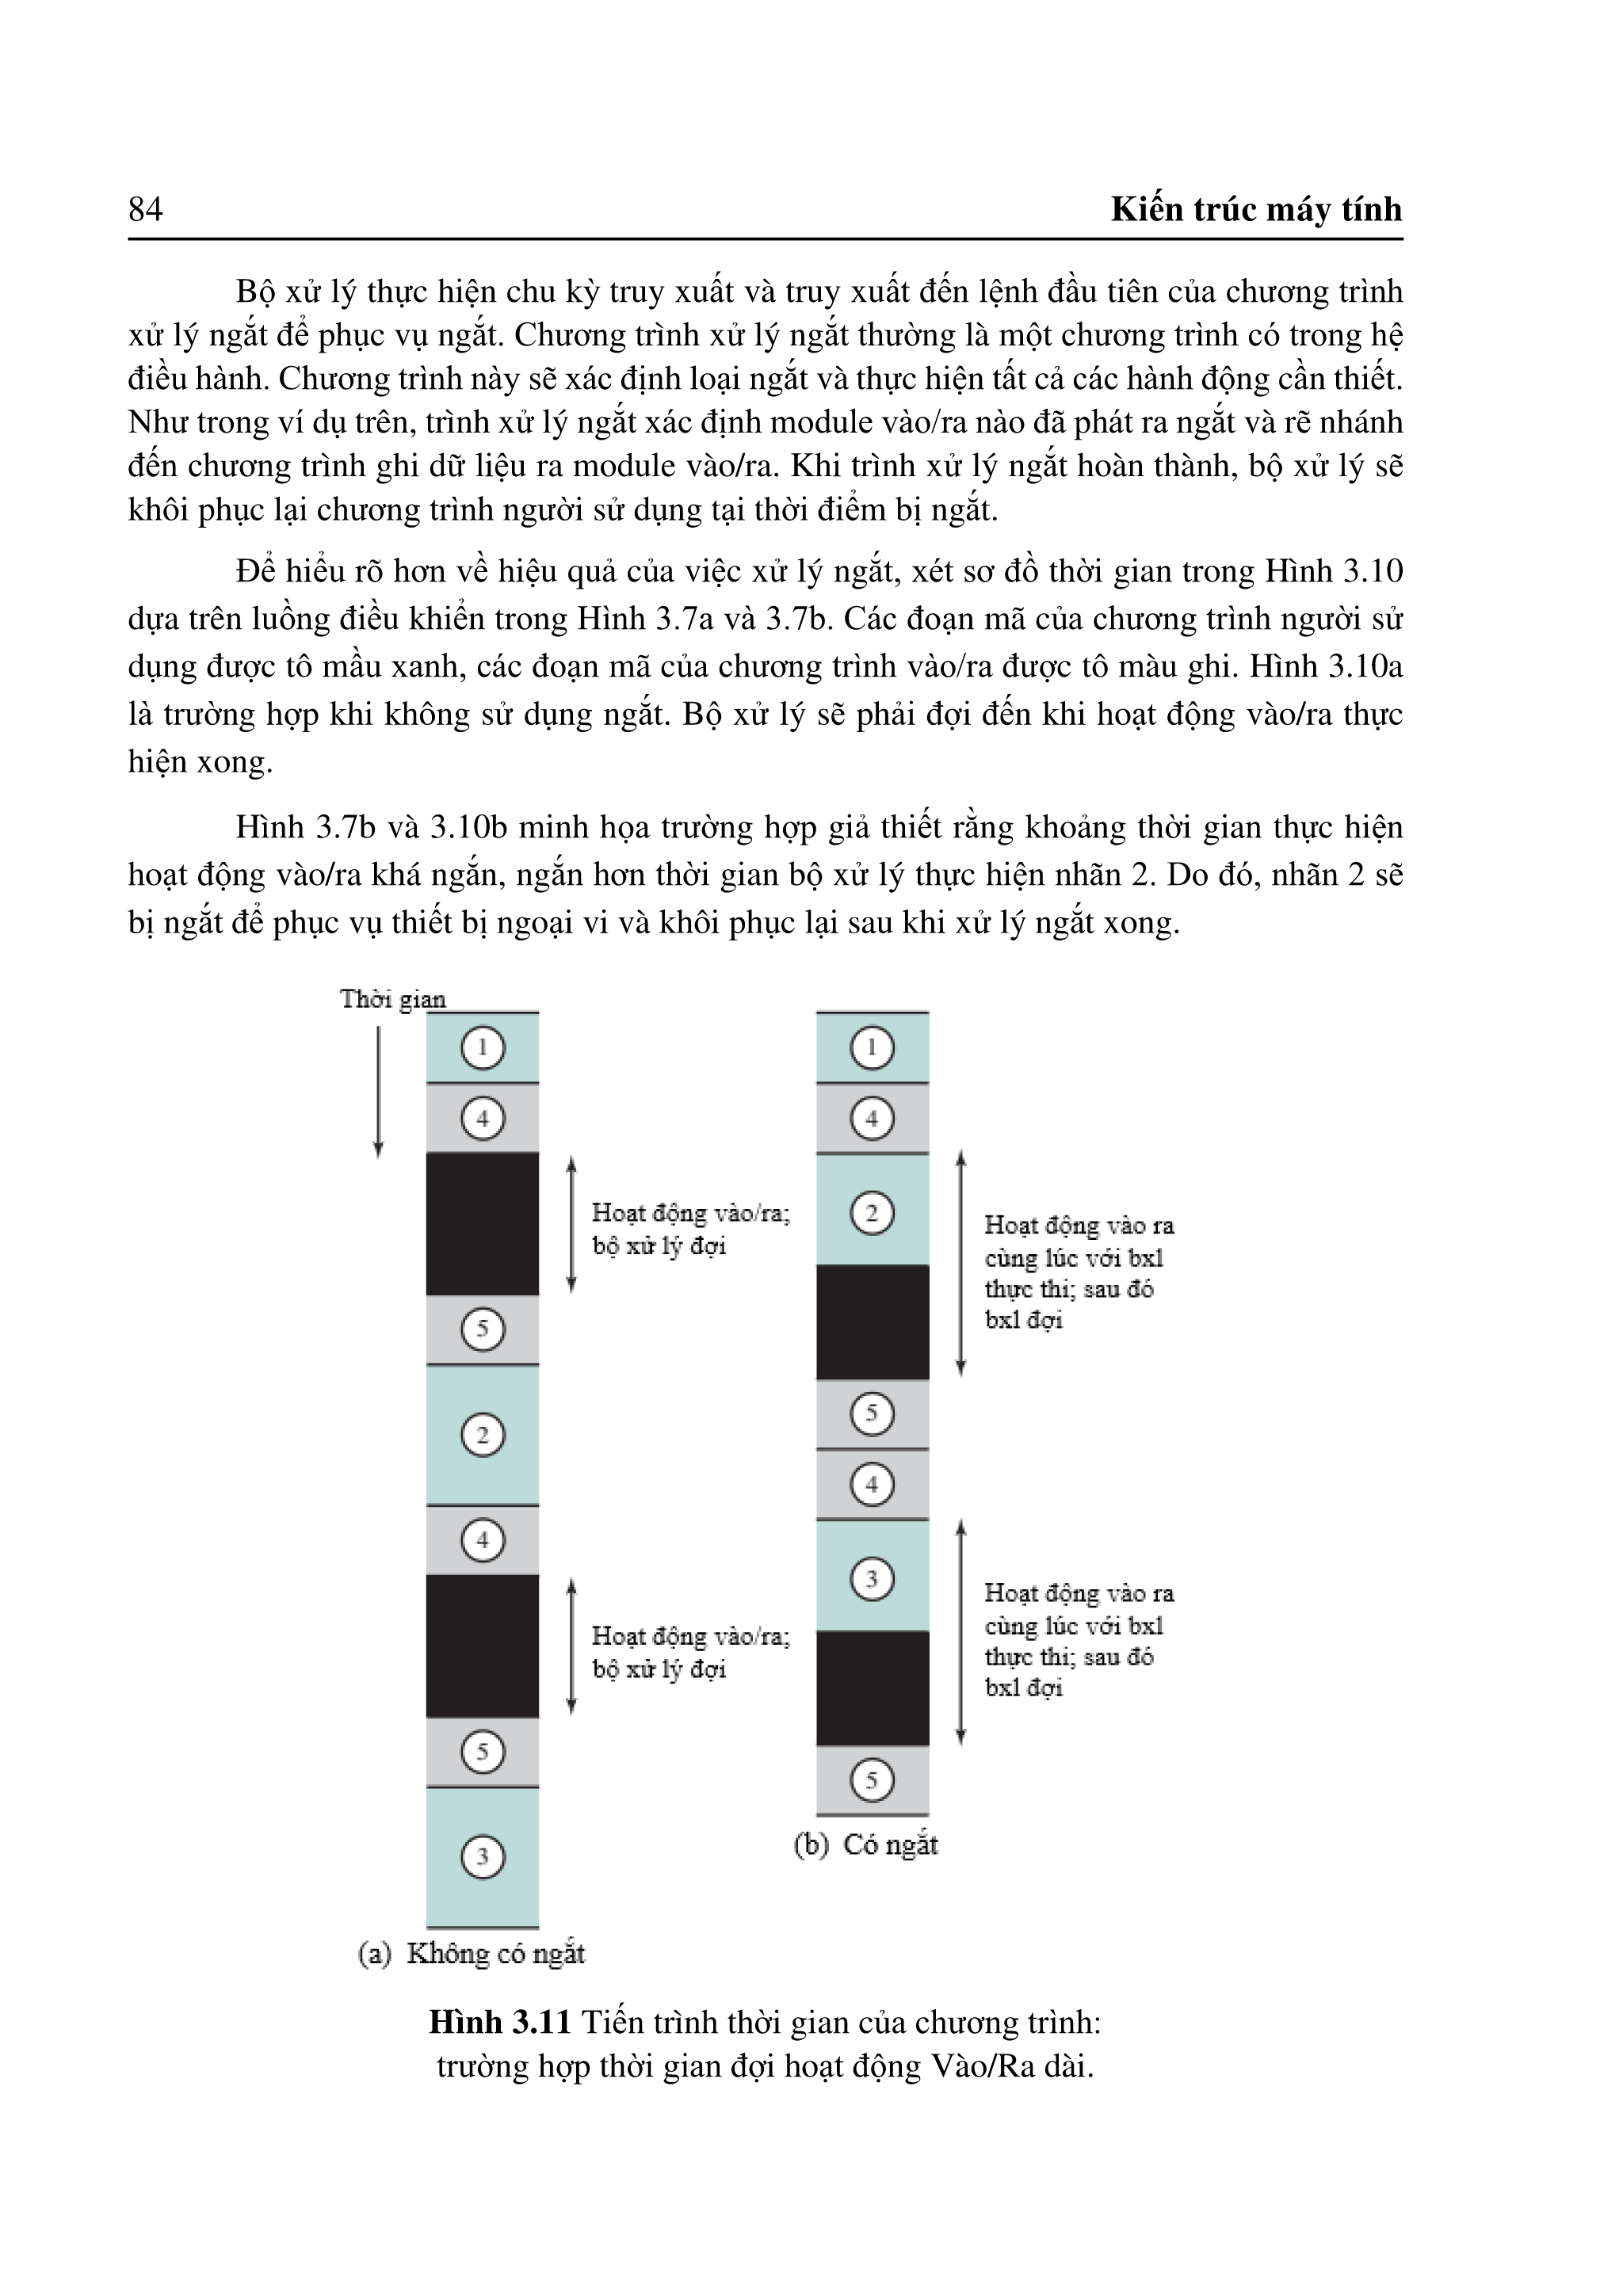 84
Kiến trúc máy tính
Bộ xử lý thực hiện chu kỳ truy xuất và truy xuất đến lệnh đầu tiên của chương trình
xử lý ngắt để phục vụ ngắt. Chương trình xử lý ngắt thường là một chương trình có trong hệ
điều hành. Chương trình này sẽ xác định loại ngắt và thực hiện tất cả các hành động cần thiết.
Như trong ví dụ trên, trình xử lý ngắt xác định module vào/ra nào đã phát ra ngắt và rẽ nhánh
đến chương trình ghi dữ liệu ra module vào/ra. Khi trình xử lý ngắt hoàn thành, bộ xử lý sẽ
khôi phục lại chương trình người sử dụng tại thời điểm bị ngắt.
Để hiểu rõ hơn về hiệu quả của việc xử lý ngắt, xét sơ đồ thời gian trong Hình 3.10
dựa trên luồng điều khiển trong Hình 3.7a và 3.7b. Các đoạn mã của chương trình người sử
dụng được tô mầu xanh, các đoạn mã của chương trình vào/ra được tô màu ghi. Hình 3.10a
là trường hợp khi không sử dụng ngắt. Bộ xử lý sẽ phải đợi đến khi hoạt động vào/ra thực
hiện xong.
Hình 3.7b và 3.10b minh họa trường hợp giả thiết rằng khoảng thời gian thực hiện
hoạt động vào/ra khá ngắn, ngắn hơn thời gian bộ xử lý thực hiện nhãn 2. Do đó, nhãn 2 sẽ
bị ngắt để phục vụ thiết bị ngoại vi và khôi phục lại sau khi xử lý ngắt xong.
Thời gian
1
4
Hoạt động vào/ra;
bộ xử lý đợi
5
2
4
Hoạt động vào/ra;
bộ xử lý đợi
5
3
(a) Không có ngắt
1
4
2
Hoạt động vào ra
cùng lúc với bxl
thực thi; sau đó
bxl đợi
5
4
3
Hoạt động vào ra
cùng lúc với bxl
thực thi; sau đó
bxl đợi
5
(b) Có ngắt
Hình 3.11 Tiến trình thời gian của chương trình:
trường hợp thời gian đợi hoạt động Vào/Ra dài.